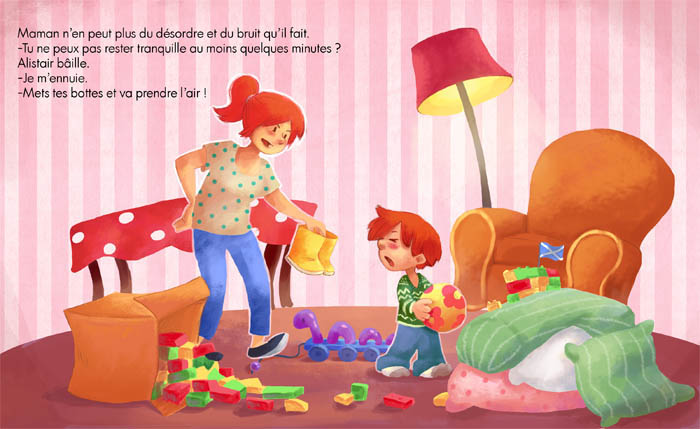 Maman n'en peut plus du désordre et du bruit qu'il fait.
-Tu ne peux pas rester tranquille au moins quelques minutes ?
Alistair bâille.
-Je m'ennuie.
-Mets tes bottes et va prendre l'air !